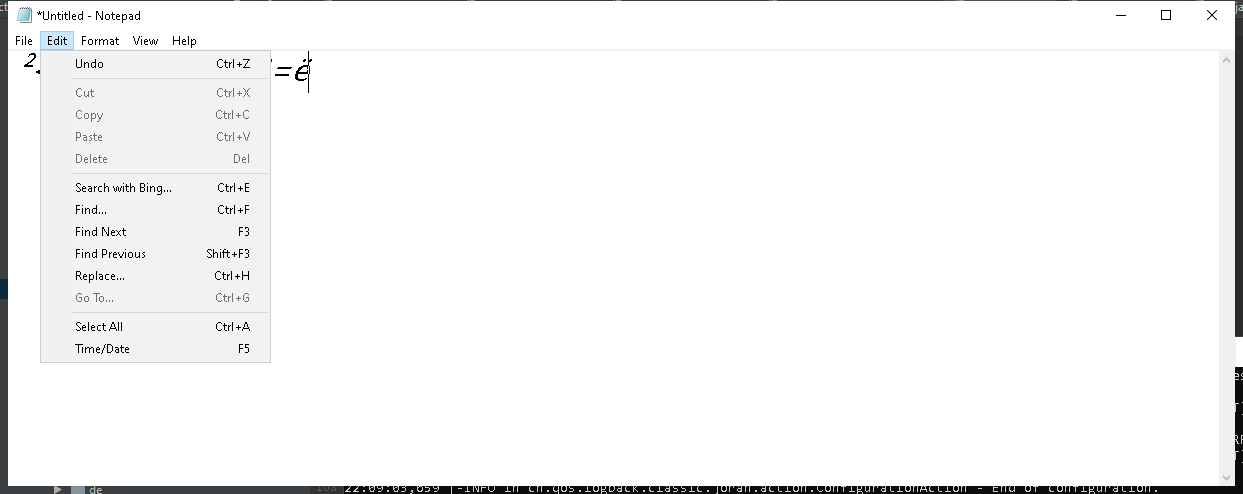 *Untitled - Notepad
File Edit Format View Help
=ë
Undo Ctrl+Z
Cut Ctrl+X
Copy Ctrl+C
Paste Ctrl+V
Delete Del
Search with Bing... Ctrl+E
Find... Ctrl+F
Find Next F3
Find Previous Shift+F3
Replace... Ctrl+H
Go To... Ctrl+G
Select All Ctrl+A
Time/Date F5
de
22:09:03,659 |-INFO in ch.qos.logback.classic.joran.action.ConfigurationAction - End of configuration.